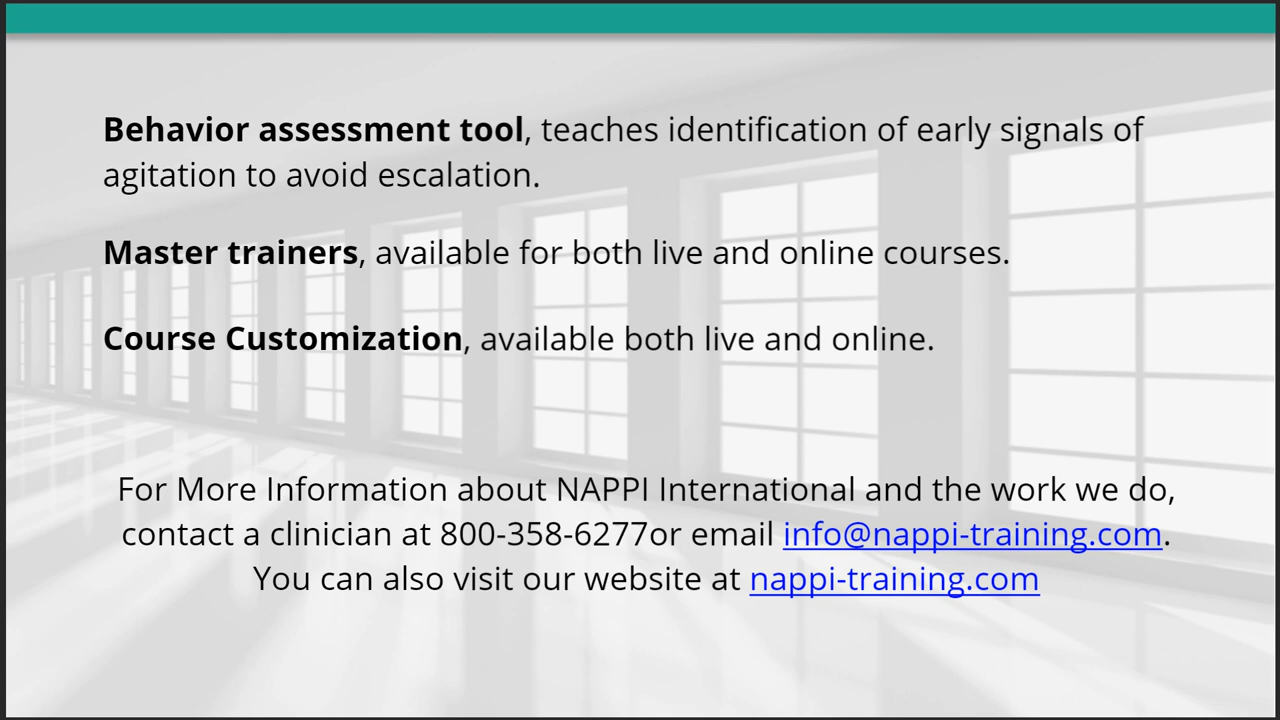 Behavior assessment tool, teaches identification of early signals of
agitation to avoid escalation.
Master trainers, available for both live and online courses.
Course Customization, available both live and online.
For More Information about NAPPI International and the work we do,
contact a clinician at 800-358-6277or email info@nappi-training.com.
You can also visit our website at nappi-training.com